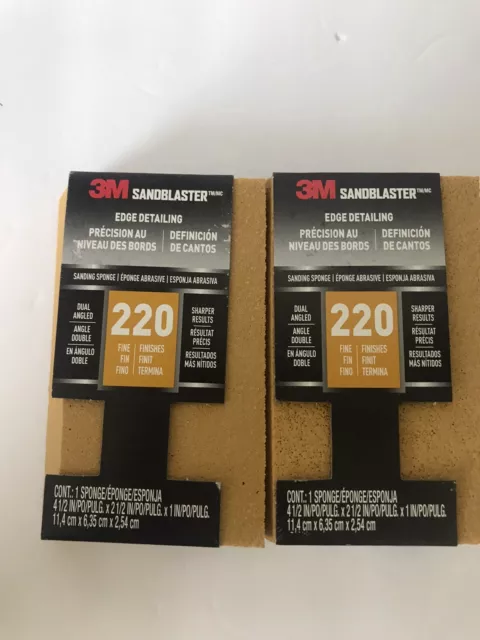 3M SANDBLASTER™/MC
EDGE DETAILING
PRÉCISION AU
NIVEAU DES BORDS
DEFINICIÓN
DE CANTOS
SANDING SPONGE | ÉPONGE ABRASIVE | ESPONJA ABRASIVA
DUAL
ANGLED
ANGLE
DOUBLE
EN ÁNGULO
DOBLE
220
FINE
FIN
FINO
FINISHES
FINIT
TERMINA
SHARPER
RESULTS
RÉSULTAT
PRÉCIS
RESULTADOS
MÁS NÍTIDOS
CONT.: 1 SPONGE/ÉPONGE/ESPONJA
4 1/2 IN/PO/PULG. x 2 1/2 IN/PO/PULG. x 1 IN/PO/PULG.
11,4 cm x 6,35 cm x 2,54 cm
3M SANDBLASTER™/MC
EDGE DETAILING
PRÉCISION AU
NIVEAU DES BORDS
DEFINICIÓN
DE CANTOS
SANDING SPONGE | ÉPONGE ABRASIVE | ESPONJA ABRASIVA
DUAL
ANGLED
ANGLE
DOUBLE
EN ÁNGULO
DOBLE
220
FINE
FIN
FINO
FINISHES
FINIT
TERMINA
SHARPER
RESULTS
RÉSULTAT
PRÉCIS
RESULTADOS
MÁS NÍTIDOS
CONT.: 1 SPONGE/ÉPONGE/ESPONJA
4 1/2 IN/PO/PULG. x 2 1/2 IN/PO/PULG. x 1 IN/PO/PULG.
11,4 cm x 6,35 cm x 2,54 cm